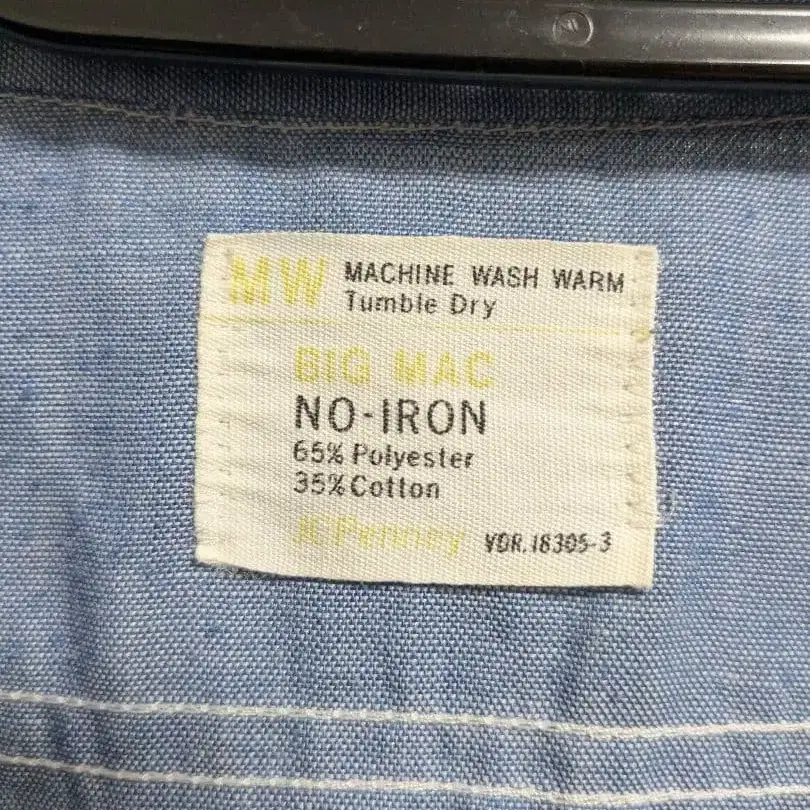 MW MACHINE WASH WARM
Tumble Dry
BIG MAC
NO-IRON
65% Polyester
35% Cotton
JCPenney VDR.18305-3